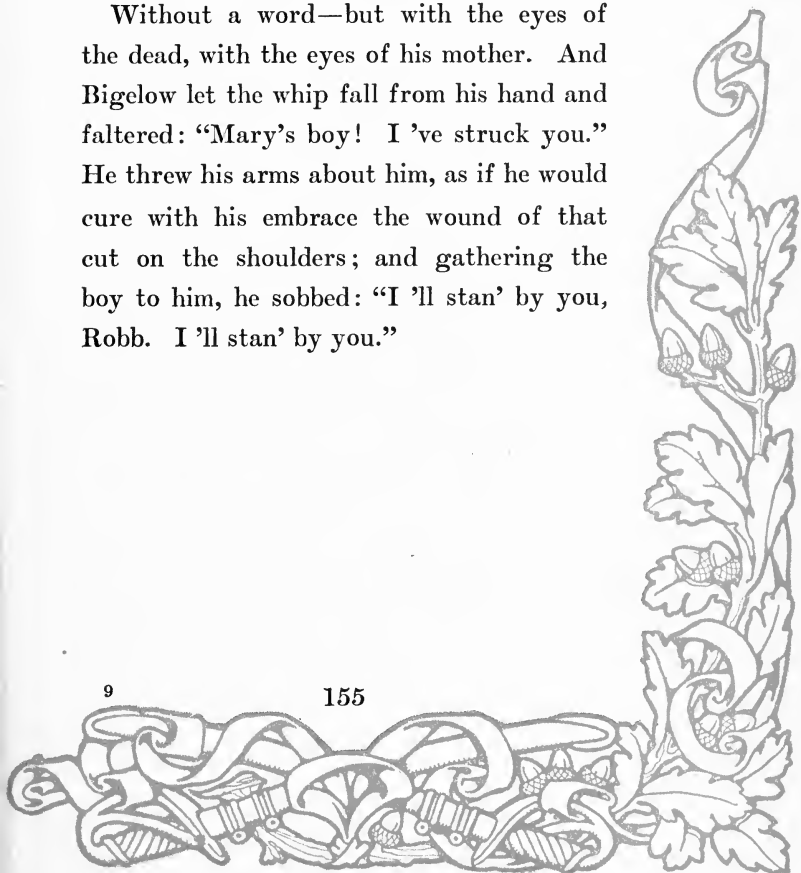 Without a word—but with the eyes of
the dead, with the eyes of his mother. And
Bigelow let the whip fall from his hand and
faltered: “Mary’s boy! I ’ve struck you.”
He threw his arms about him, as if he would
cure with his embrace the wound of that
cut on the shoulders; and gathering the
boy to him, he sobbed: “I ’ll stan’ by you,
Robb. I ’ll stan’ by you.”
9 155